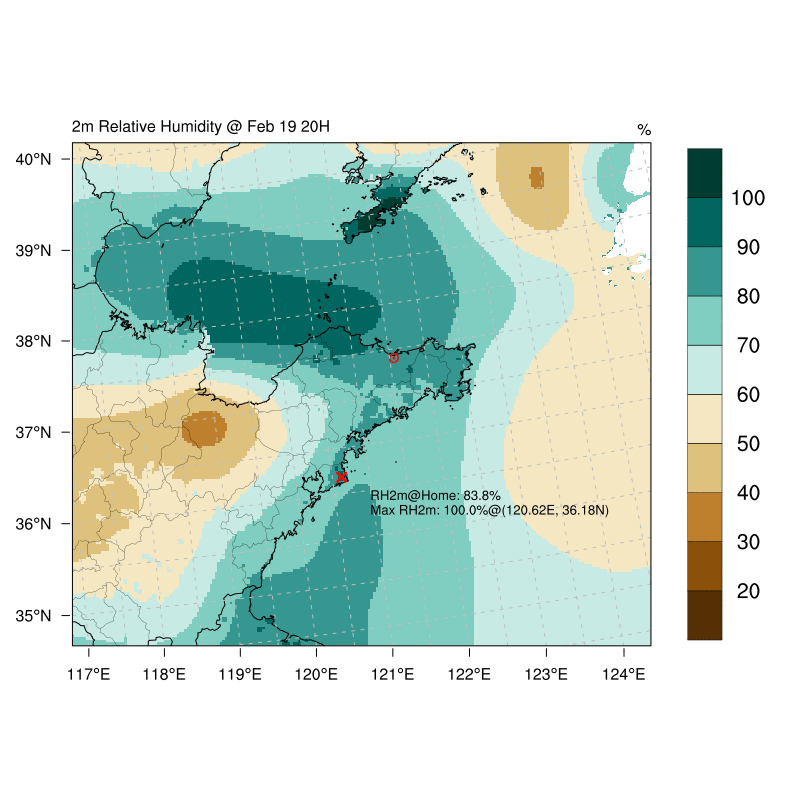 2m Relative Humidity @ Feb 19 20H
%
40°N
39°N
38°N
37°N
36°N
35°N
117°E
118°E
119°E
120°E
121°E
122°E
123°E
124°E
RH2m@Home: 83.8%
Max RH2m: 100.0%@(120.62E, 36.18N)
100
90
80
70
60
50
40
30
20